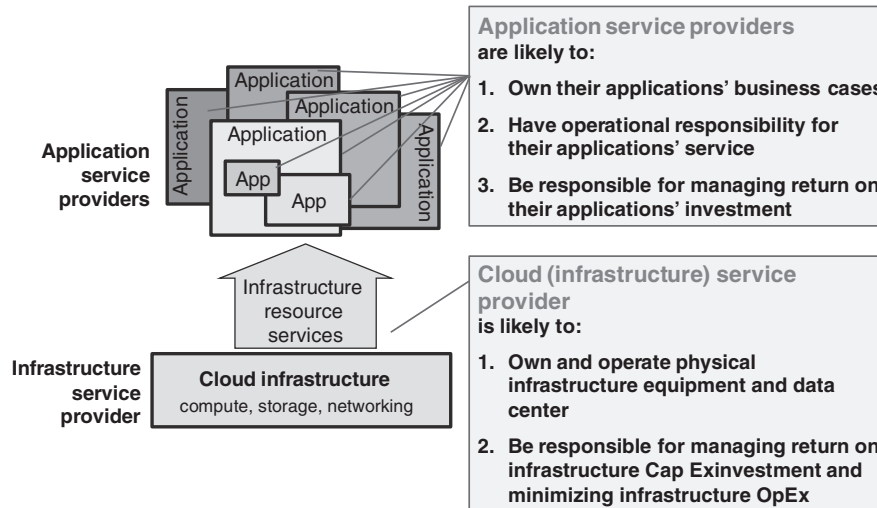 Application service providers
are likely to:
1. Own their applications' business cases
2. Have operational responsibility for
their applications' service
3. Be responsible for managing return on
their applications' investment
Application
Application
Application
Application
Application
App
App
Application
service
providers
Infrastructure
resource
services
Cloud (infrastructure) service
provider
is likely to:
1. Own and operate physical
infrastructure equipment and data
center
2. Be responsible for managing return on
infrastructure Cap Exinvestment and
minimizing infrastructure OpEx
Infrastructure
service
provider
Cloud infrastructure
compute, storage, networking